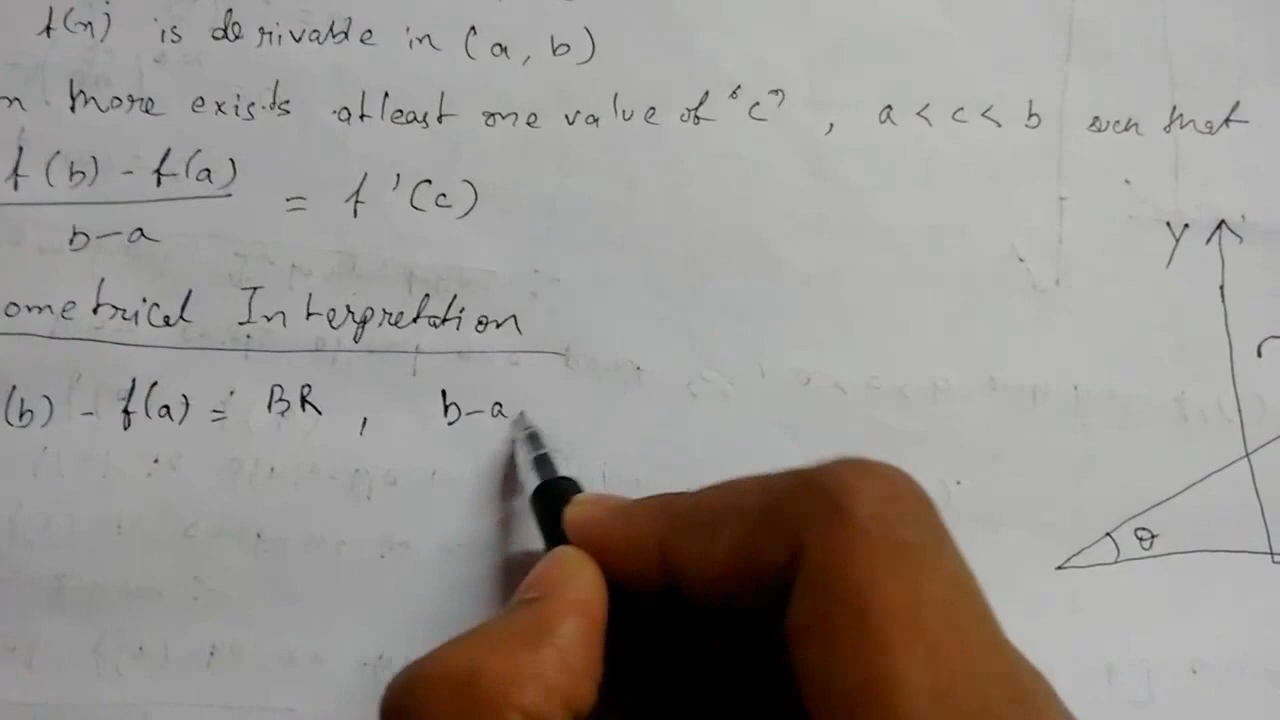 f(x) is derivable in (a, b)
n there exists atleast one value of "c", a < c < b such that
f(b) - f(a)
b-a
= f'(c)
ometrical Interpretation
(b) - f(a) = BR, b-a
Y
θ